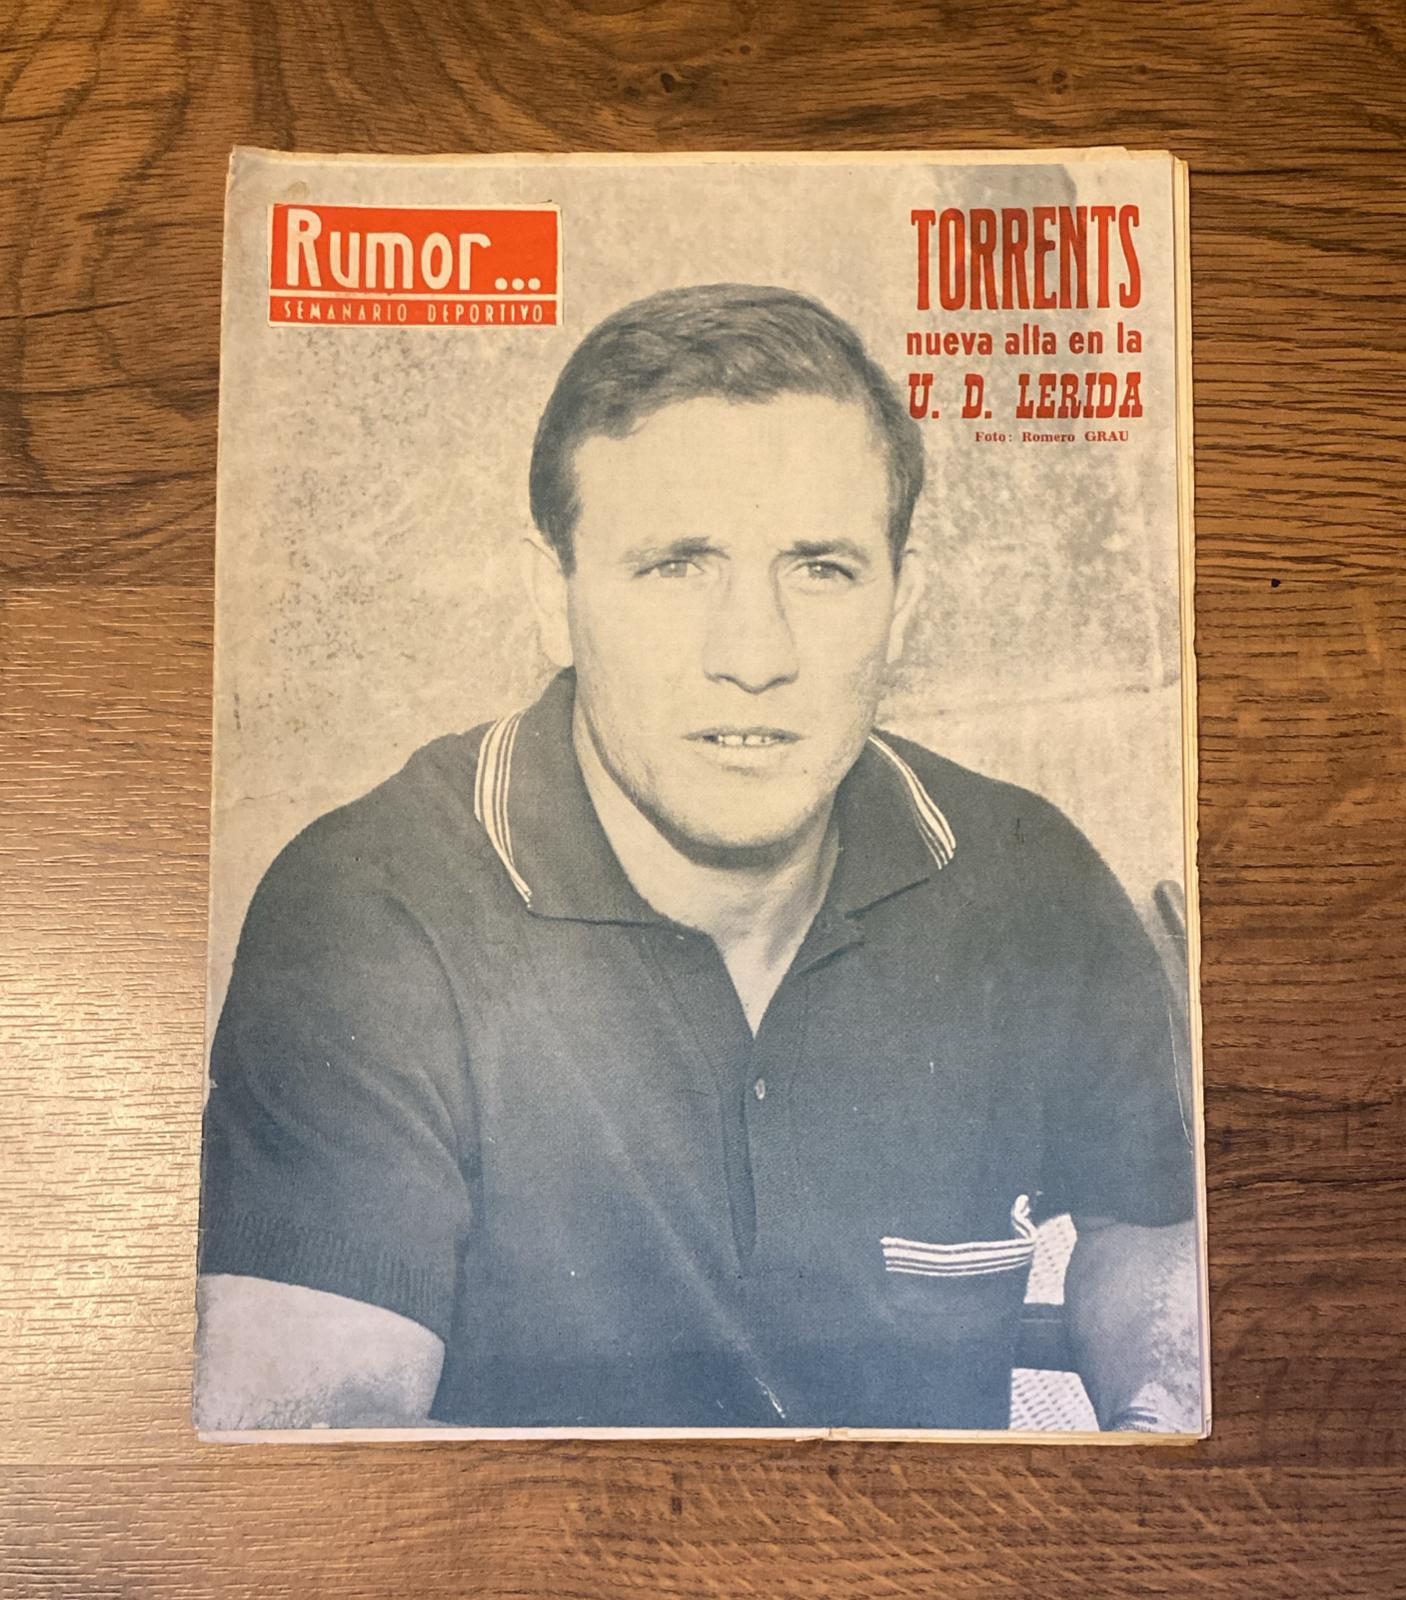 Rumor...
SEMANARIO DEPORTIVO
TORRENTS
nueva alta en la
U. D. LERIDA
Foto: Romero GRAU